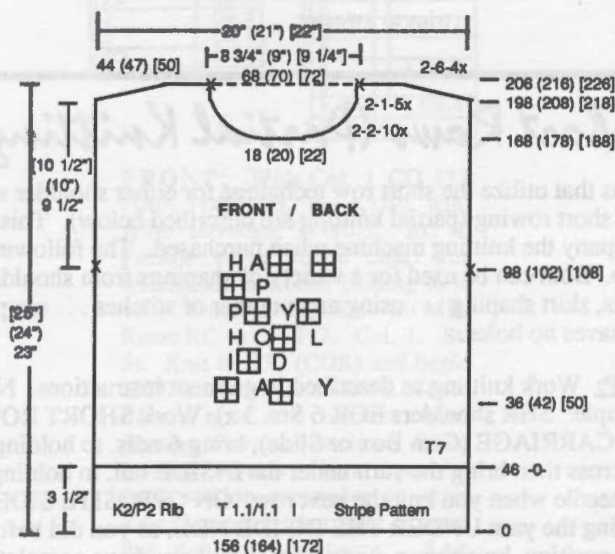 20" (21") [22"]
8 3/4" (9") [9 1/4"]
44 (47) [50]
68 (70) [72]
2-6-4x
206 (216) [226]
198 (208) [218]
2-1-5x
2-2-10x
168 (178) [188]
18 (20) [22]
[10 1/2"]
(10")
9 1/2"
FRONT BACK
HA
P
98 (102) [108]
P Y
H O L
D
A Y
(24")
23"
36 (42) [50]
T7
46 -0-
3 1/2"
K2/P2 Rib T 1.1/1.1 Stripe Pattern
0
156 (164) [172]